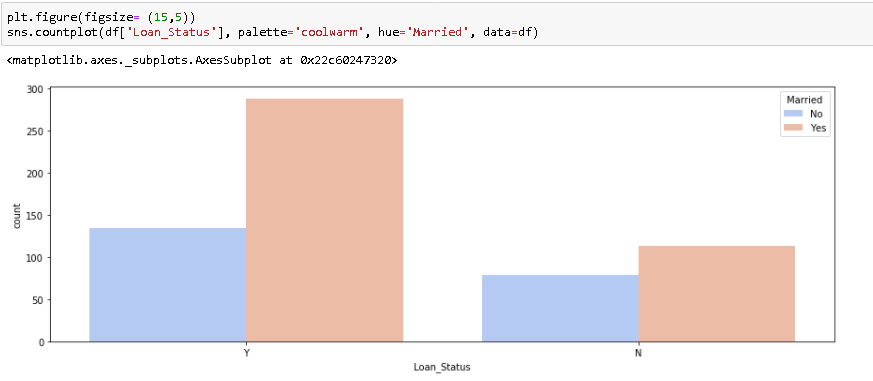 plt.figure(figsize= (15,5))
sns.countplot(df['Loan_Status'], palette='coolwarm', hue='Married', data=df)
<matplotlib.axes._subplots.AxesSubplot at 0x22c60247320>
300
250
200
150
100
50
0
count
Married
No
Yes
Y
N
Loan_Status